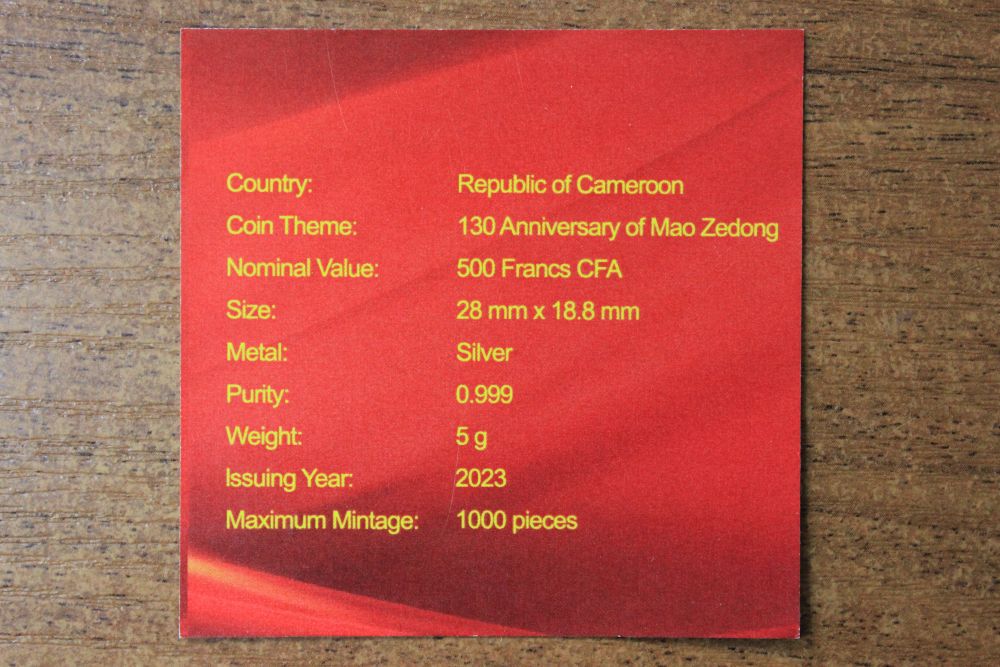 Country: Republic of Cameroon
Coin Theme: 130 Anniversary of Mao Zedong
Nominal Value: 500 Francs CFA
Size: 28 mm x 18.8 mm
Metal: Silver
Purity: 0.999
Weight: 5 g
Issuing Year: 2023
Maximum Mintage: 1000 pieces